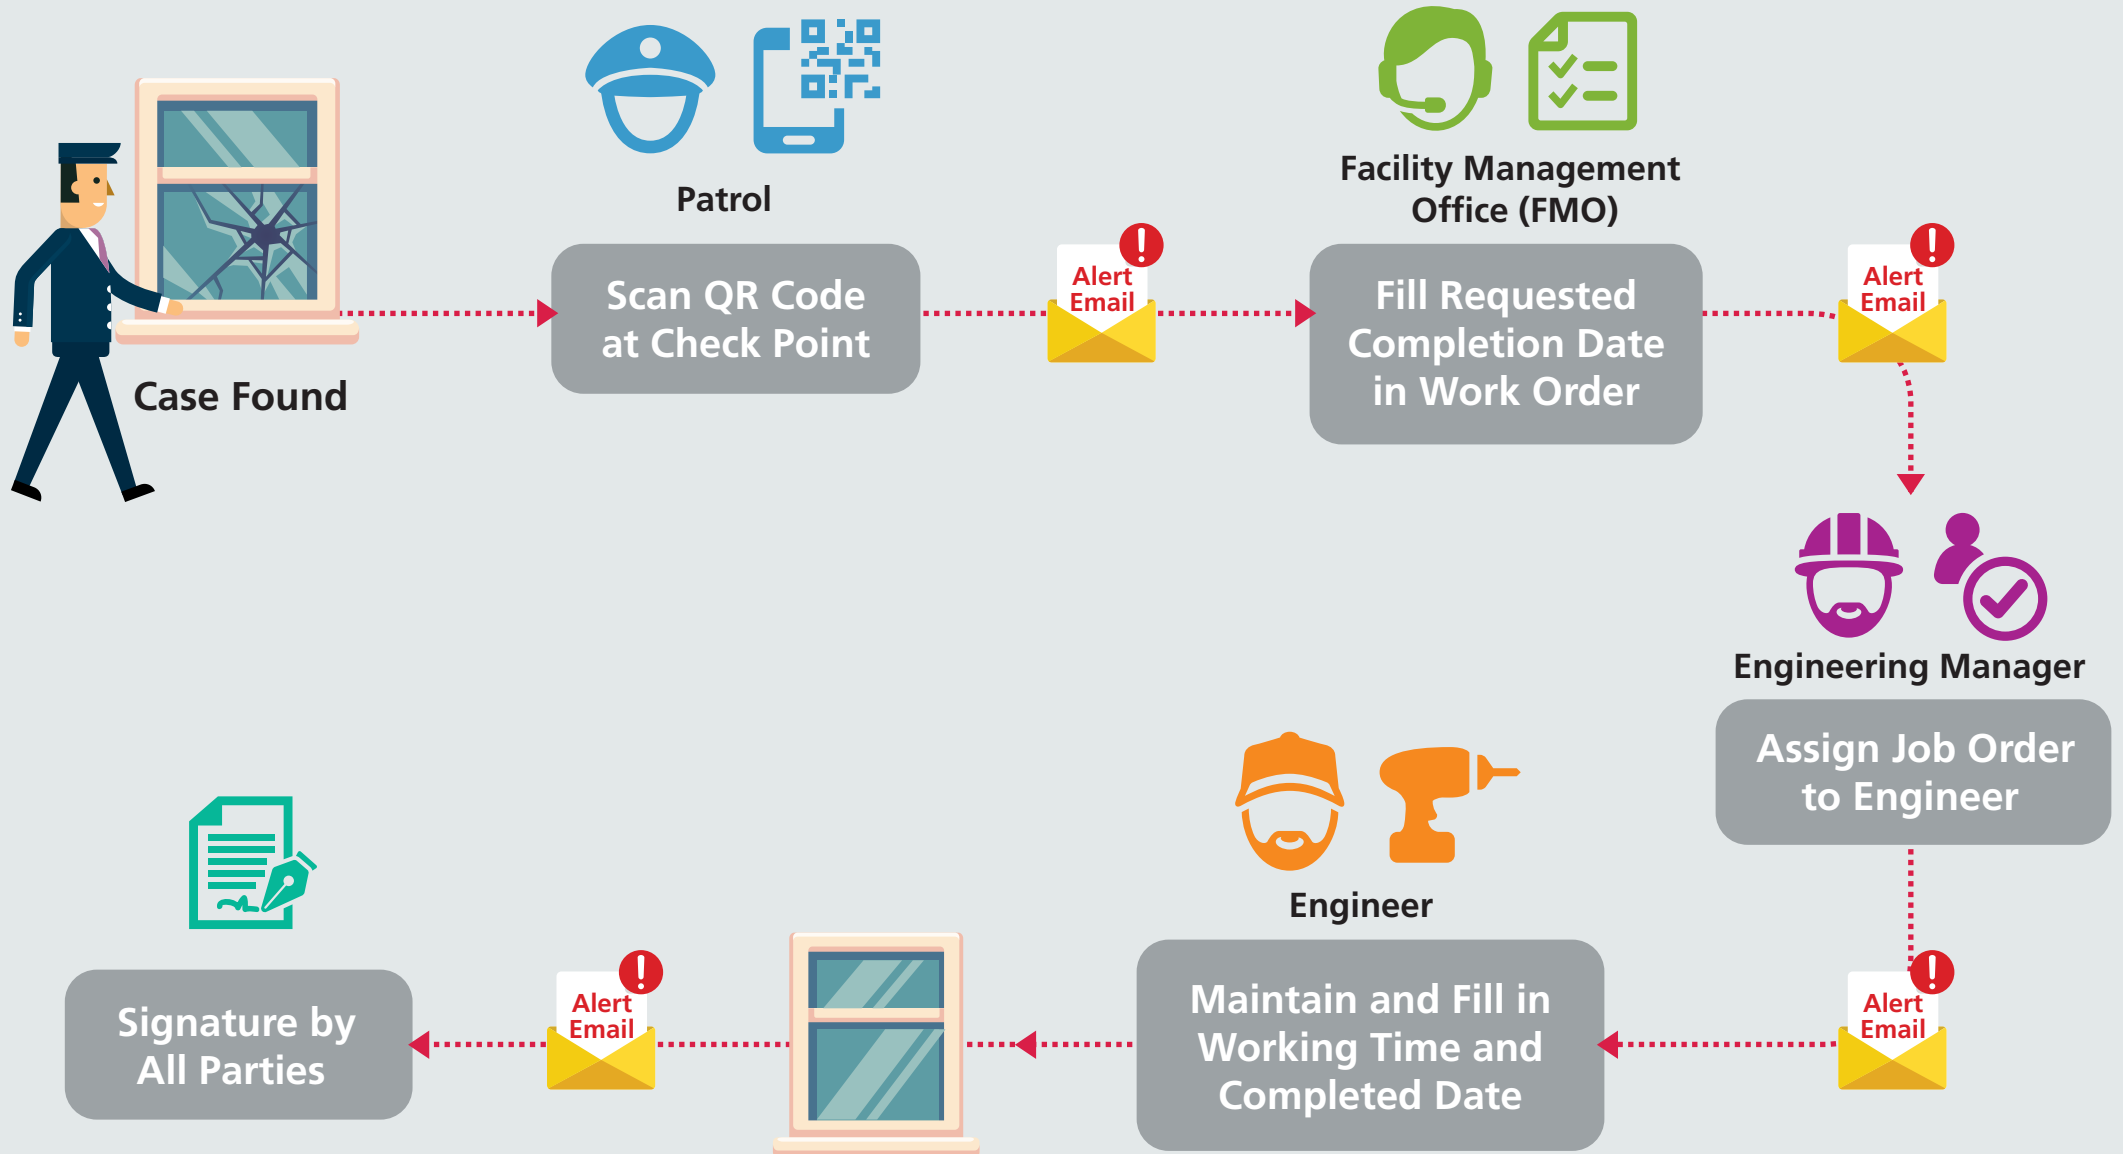 Patrol
Facility Management
Office (FMO)
Case Found
Scan QR Code
at Check Point
Alert
Email
Fill Requested
Completion Date
in Work Order
Alert
Email
Engineering Manager
Assign Job Order
to Engineer
Alert
Email
Engineer
Maintain and Fill in
Working Time and
Completed Date
Alert
Email
Signature by
All Parties